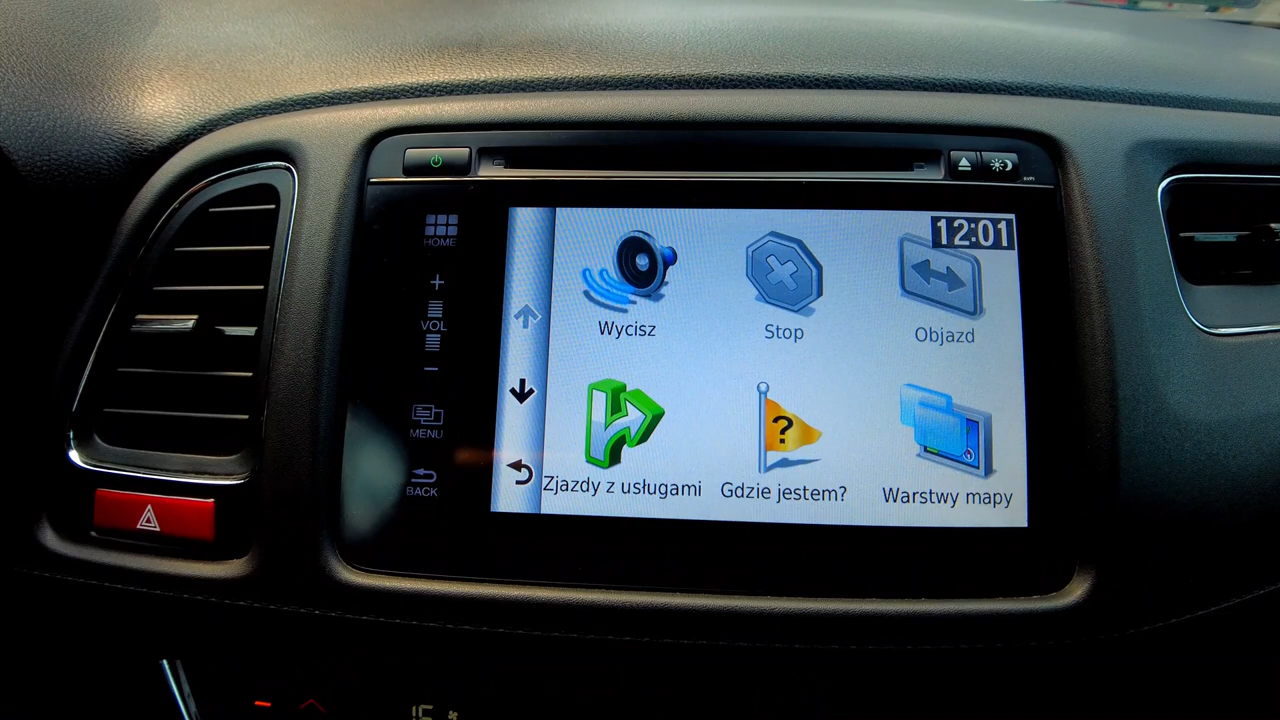 HOME
VOL
MENU
BACK
12:01
Wycisz
Stop
Objazd
?
Zjazdy z usługami
Gdzie jestem?
Warstwy mapy